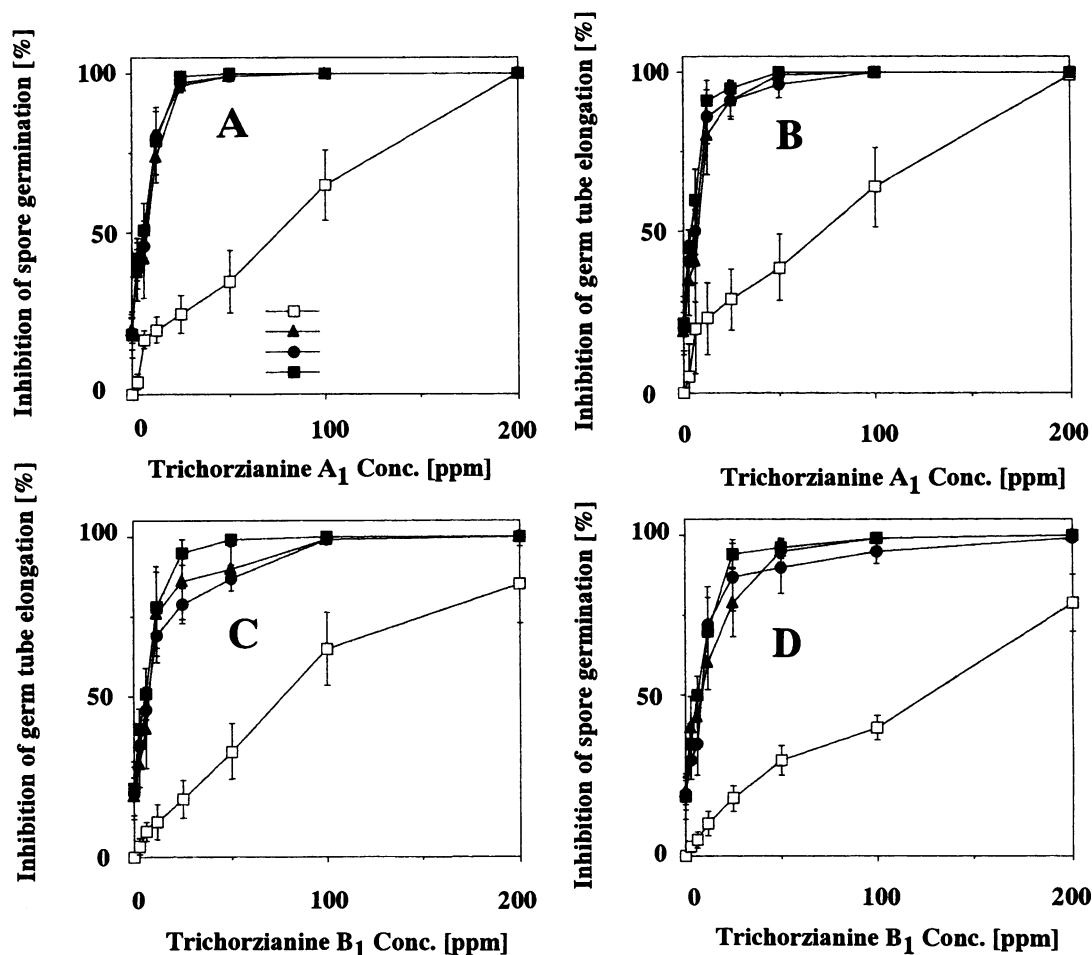 Inhibition of spore germination [%]
100
50
0
A
0 100 200
Trichorzianine A1 Conc. [ppm]
Inhibition of germ tube elongation [%]
100
50
0
B
0 100 200
Trichorzianine A1 Conc. [ppm]
Inhibition of germ tube elongation [%]
100
50
0
C
0 100 200
Trichorzianine B1 Conc. [ppm]
Inhibition of spore germination [%]
100
50
0
D
0 100 200
Trichorzianine B1 Conc. [ppm]